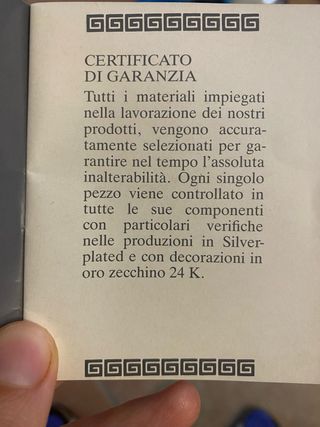 CERTIFICATO
DI GARANZIA
Tutti i materiali impiegati
nella lavorazione dei nostri
prodotti, vengono accura-
tamente selezionati per ga-
rantire nel tempo l'assoluta
inalterabilità. Ogni singolo
pezzo viene controllato in
tutte le sue componenti
con particolari verifiche
nelle produzioni in Silver-
plated e con decorazioni in
oro zecchino 24 K.